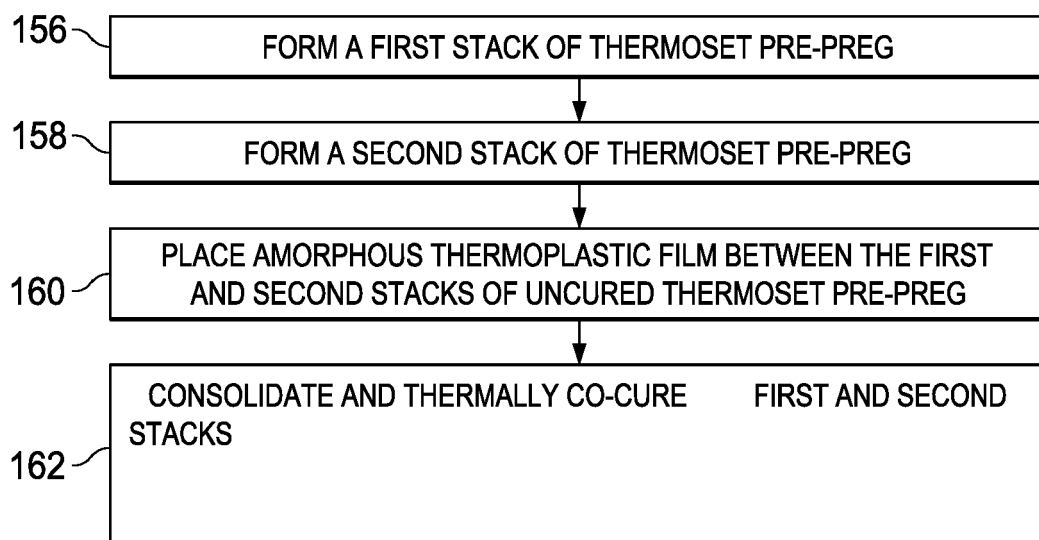 156
FORM A FIRST STACK OF THERMOSET PRE-PREG
158
FORM A SECOND STACK OF THERMOSET PRE-PREG
160
PLACE AMORPHOUS THERMOPLASTIC FILM BETWEEN THE FIRST
AND SECOND STACKS OF UNCURED THERMOSET PRE-PREG
162
CONSOLIDATE AND THERMALLY CO-CURE FIRST AND SECOND
STACKS